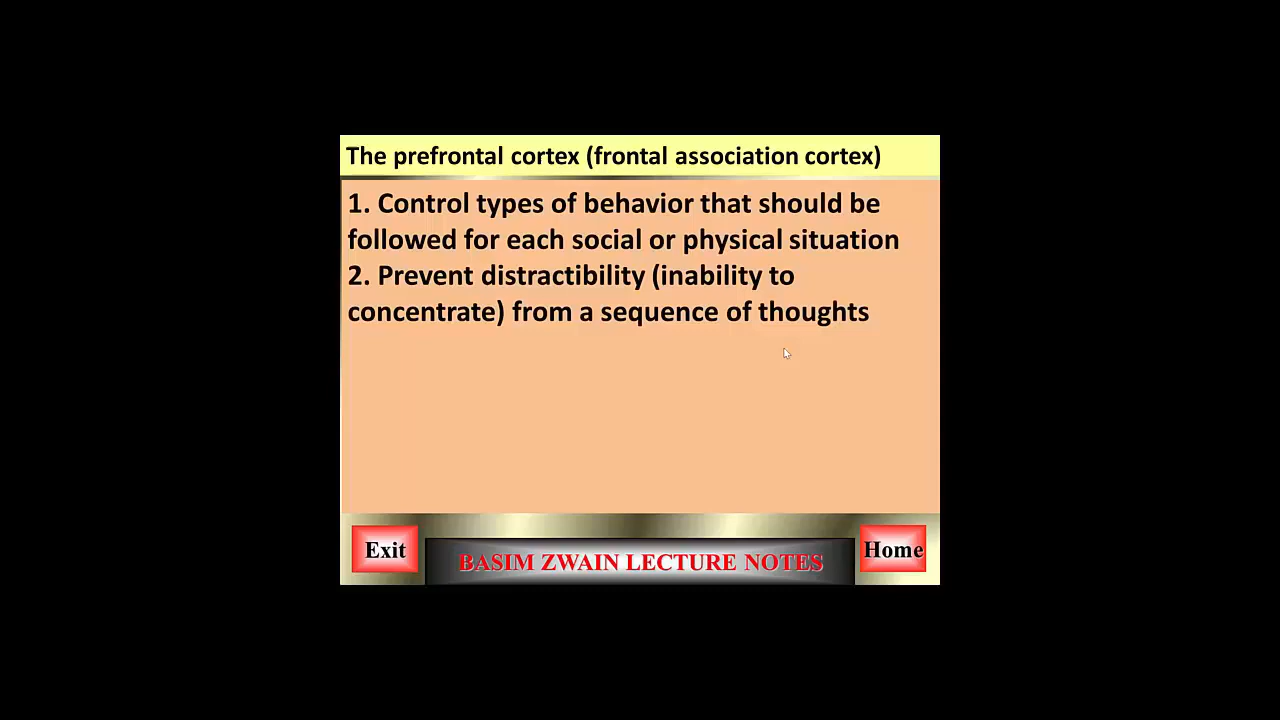 The prefrontal cortex (frontal association cortex)
1. Control types of behavior that should be
followed for each social or physical situation
2. Prevent distractibility (inability to
concentrate) from a sequence of thoughts
Exit
BASIM ZWAIN LECTURE NOTES
Home